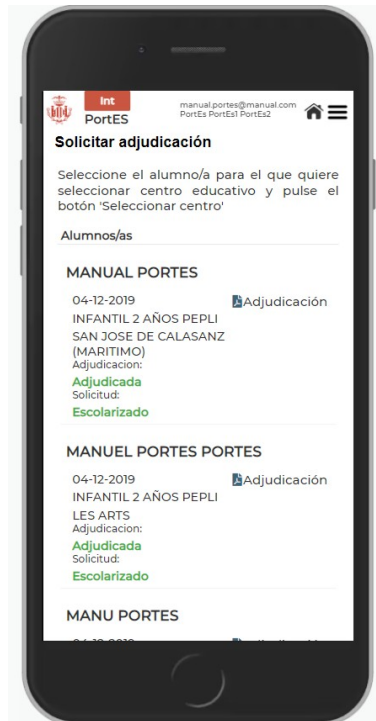 Int
PortES
manual.portes@manual.com
PortEs PortEs1 PortEs2
Solicitar adjudicación
Seleccione el alumno/a para el que quiere
seleccionar centro educativo y pulse el
botón 'Seleccionar centro'
Alumnos/as
MANUAL PORTES
04-12-2019
Adjudicación
INFANTIL 2 AÑOS PEPLI
SAN JOSE DE CALASANZ
(MARITIMO)
Adjudicacion:
Adjudicada
Solicitud:
Escolarizado
MANUEL PORTES PORTES
04-12-2019
Adjudicación
INFANTIL 2 AÑOS PEPLI
LES ARTS
Adjudicacion:
Adjudicada
Solicitud:
Escolarizado
MANU PORTES